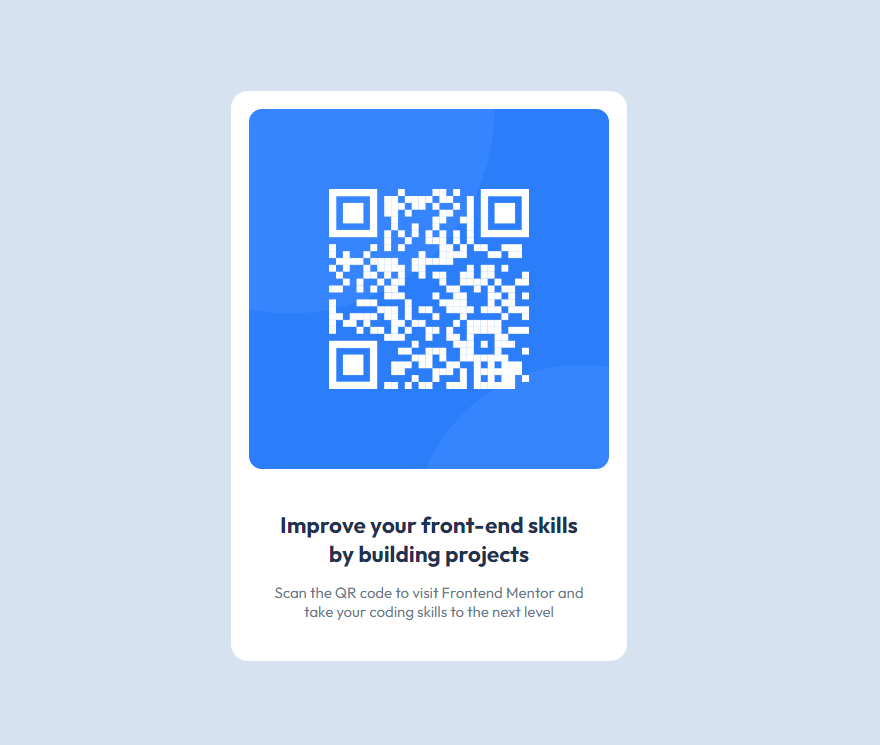 Improve your front-end skills
by building projects
Scan the QR code to visit Frontend Mentor and
take your coding skills to the next level